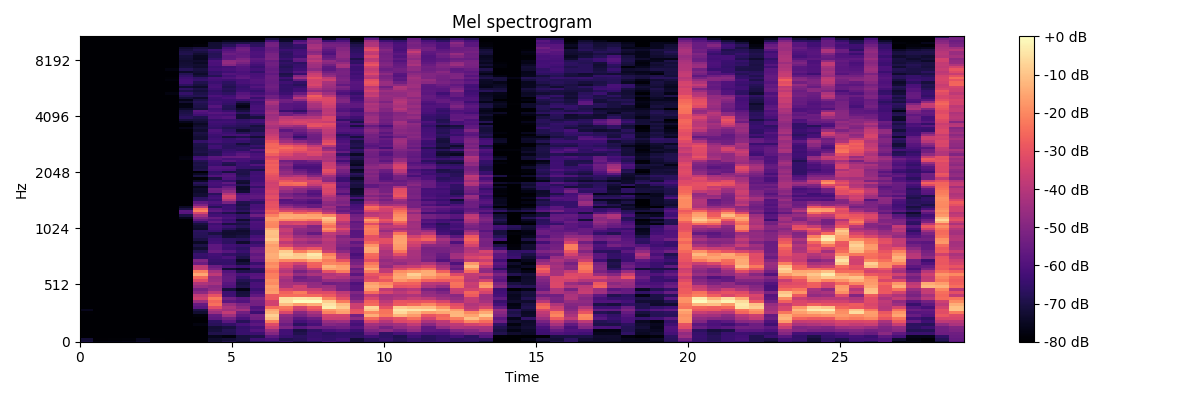 Mel spectrogram
8192
4096
2048
1024
512
0
Hz
0 5 10 15 20 25
Time
+0 dB
-10 dB
-20 dB
-30 dB
-40 dB
-50 dB
-60 dB
-70 dB
-80 dB